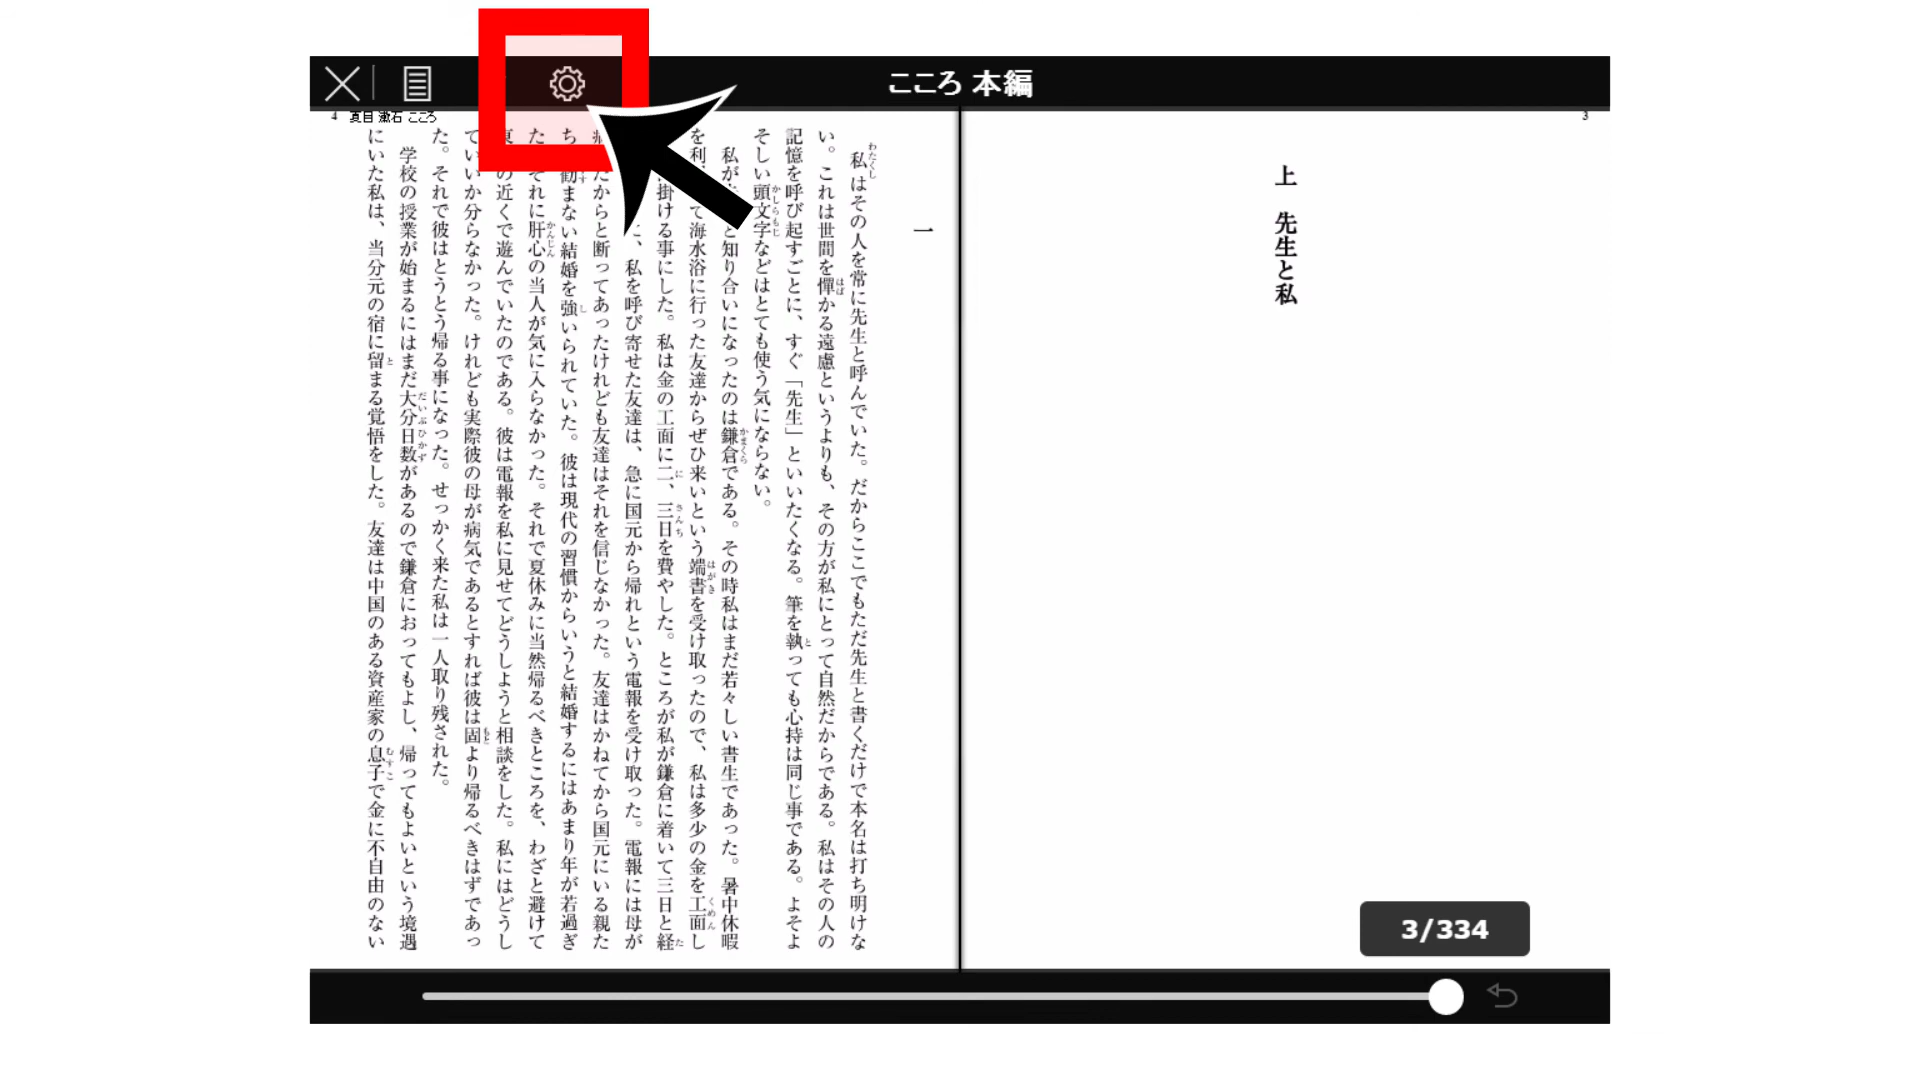 こころ 本編
3
上 先生と私
4 夏目 漱石 こころ
一
私はその人を常に先生と呼んでいた。だからここでもただ先生と書くだけで本名は打ち明けな
い。これは世間を憚かる遠慮というよりも、その方が私にとって自然だからである。私はその人の
記憶を呼び起すごとに、すぐ「先生」といいたくなる。筆を執っても心持は同じ事である。よそよ
そしい頭文字などはとても使う気にならない。
私が と知り合いになったのは鎌倉である。その時私はまだ若々しい書生であった。暑中休暇
を利 て海水浴に行った友達からぜひ来いという端書を受け取ったので、私は多少の金を工面し
掛ける事にした。私は金の工面に二、三日を費やした。ところが私が鎌倉に着いて三日と経
に、私を呼び寄せた友達は、急に国元から帰れという電報を受け取った。電報には母が
からと断ってあったけれども友達はそれを信じなかった。友達はかねてから国元にいる親た
ち 勧まない結婚を強いられていた。彼は現代の習慣からいうと結婚するにはあまり年が若過ぎ
た それに肝心の当人が気に入らなかった。それで夏休みに当然帰るべきところを、わざと避けて
東 の近くで遊んでいたのである。彼は電報を私に見せてどうしようと相談をした。私にはどうし
ていいか分らなかった。けれども実際彼の母が病気であるとすれば彼は固より帰るべきはずであっ
た。それで彼はとうとう帰る事になった。せっかく来た私は一人取り残された。
学校の授業が始まるにはまだ大分日数があるので鎌倉におってもよし、帰ってもよいという境遇
にいた私は、当分元の宿に留まる覚悟をした。友達は中国のある資産家の息子で金に不自由のない
3/334